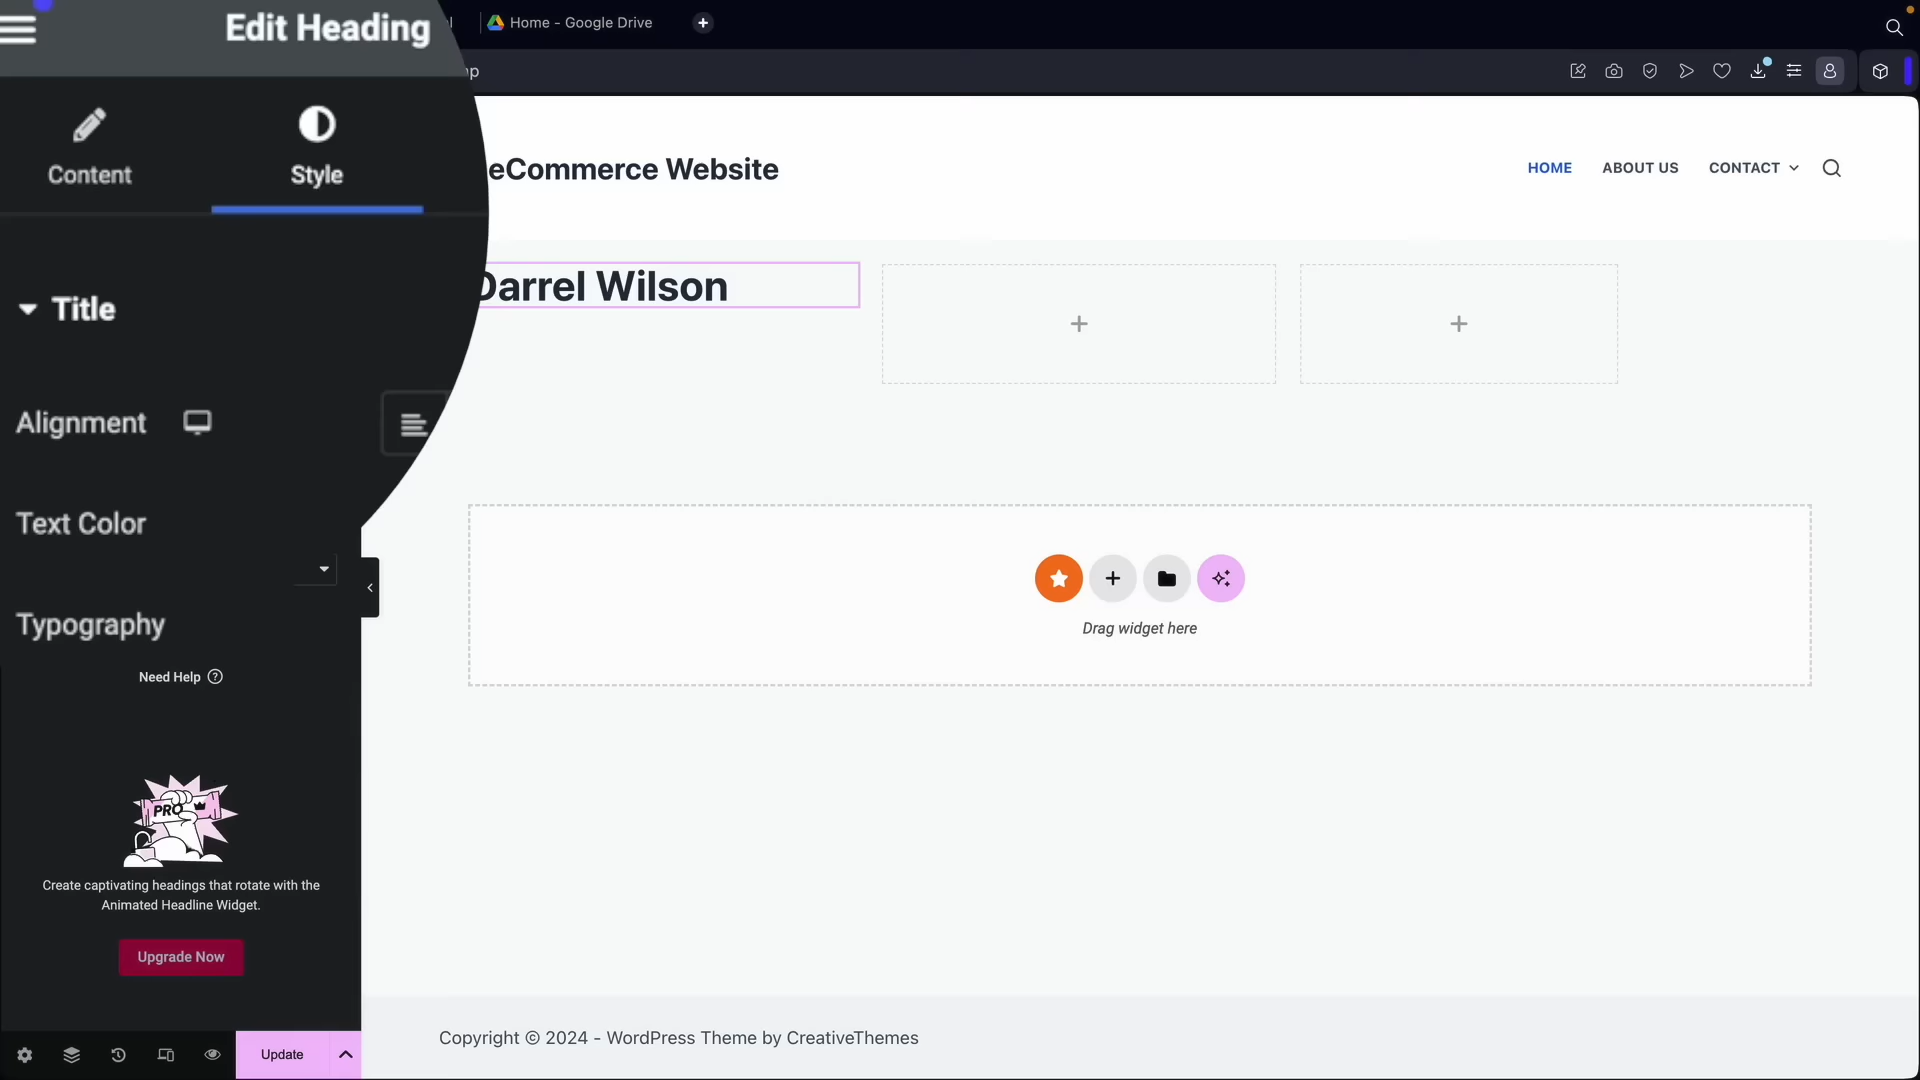 Edit Heading
Home - Google Drive
Content
Style
eCommerce Website
HOME
ABOUT US
CONTACT
Title
Darrel Wilson
Alignment
Text Color
Typography
Drag widget here
Need Help
PRO
Create captivating headings that rotate with the
Animated Headline Widget.
Upgrade Now
Update
Copyright © 2024 - WordPress Theme by CreativeThemes